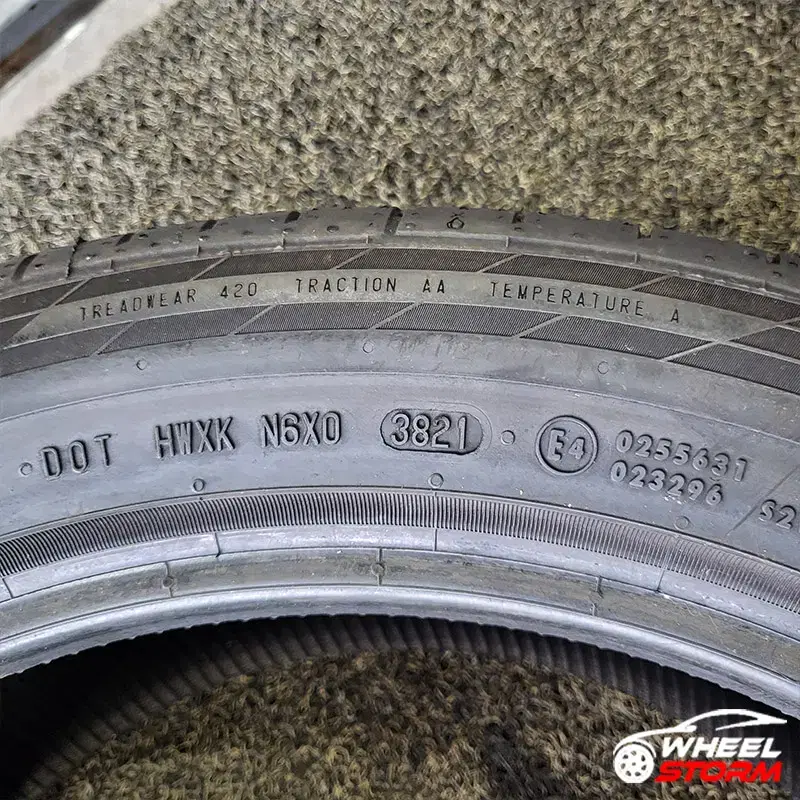 TREADWEAR 420 TRACTION AA TEMPERATURE A
DOT HWXK N6X0 3821 E4 0255631
023296
S2
WHEEL
STORM